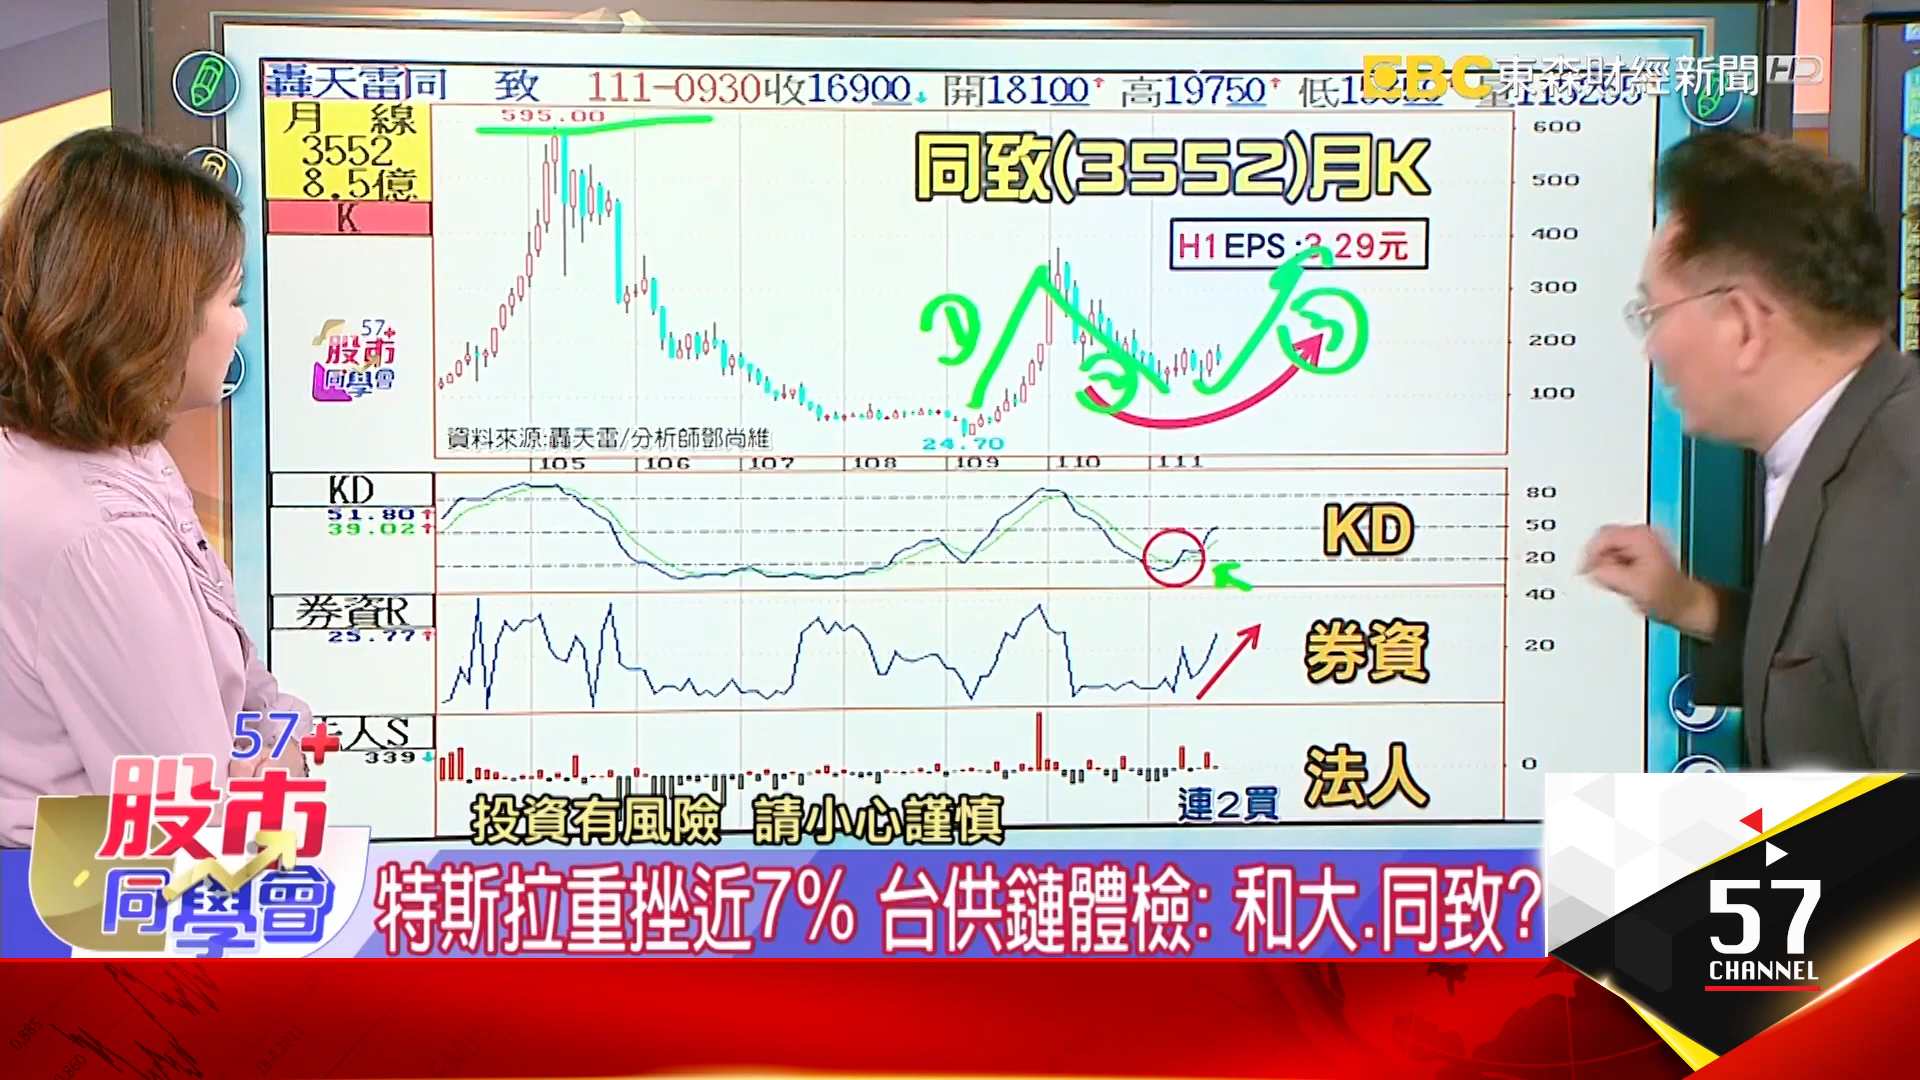 轟天雷同 致 111-0930收16900 開18100 高19750 低
EBC 東森財經新聞 HD
月 線
3552
8.5億
K
595.00
同致(3552)月K
H1 EPS:3.29元
600
500
400
300
200
100
57+
股市
同學會
資料來源:轟天雷/分析師鄧尚維
24.70
105 106 107 108 109 110 111
KD
51.80
39.02
KD
80
50
20
券資R
25.77
券資
40
20
人S
339
法人
0
連2買
投資有風險 請小心謹慎
57+
股市
同學會
特斯拉重挫近7% 台供鏈體檢:和大.同致?
57
CHANNEL